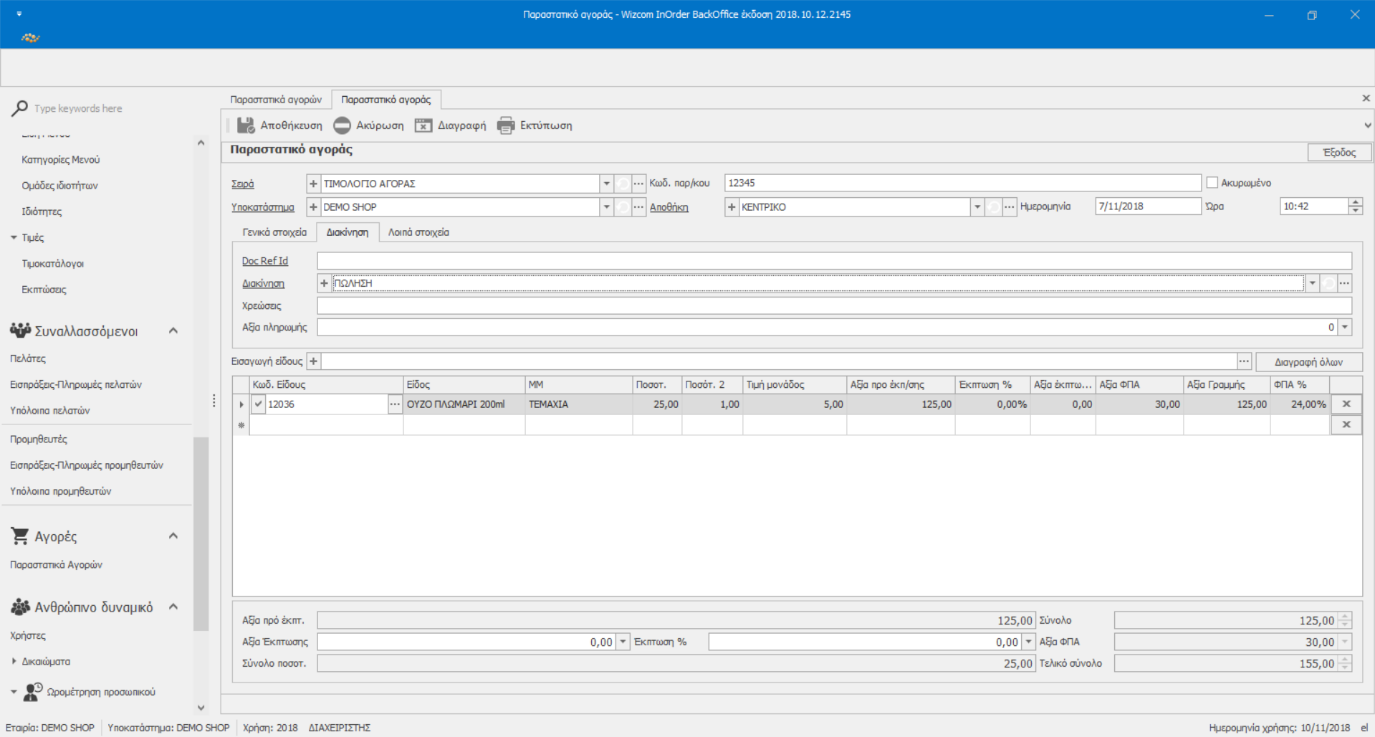 Παραστατικό αγοράς - Wizcom InOrder BackOffice έκδοση 2018.10.12.2145
Type keywords here
Κατηγορίες Μενού
Ομάδες ιδιοτήτων
Ιδιότητες
Τιμές
Τιμοκατάλογοι
Εκπτώσεις
Συναλλασσόμενοι
Πελάτες
Εισπράξεις-Πληρωμές πελατών
Υπόλοιπα πελατών
Προμηθευτές
Εισπράξεις-Πληρωμές προμηθευτών
Υπόλοιπα προμηθευτών
Αγορές
Παραστατικά Αγορών
Ανθρώπινο δυναμικό
Χρήστες
Δικαιώματα
Ωρομέτρηση προσωπικού
Παραστατικά αγορών Παραστατικό αγοράς
Αποθήκευση Ακύρωση Διαγραφή Εκτύπωση
Παραστατικό αγοράς Έξοδος
Σειρά ΤΙΜΟΛΟΓΙΟ ΑΓΟΡΑΣ Κωδ. παρ/κου 12345 Ακυρωμένο
Υποκατάστημα DEMO SHOP Αποθήκη ΚΕΝΤΡΙΚΟ Ημερομηνία 7/11/2018 Ώρα 10:42
Γενικά στοιχεία Διακίνηση Λοιπά στοιχεία
Doc Ref Id
Διακίνηση ΠΩΛΗΣΗ
Χρεώσεις
Αξία πληρωμής 0
Εισαγωγή είδους Διαγραφή όλων
Κωδ. Είδους Είδος ΜΜ Ποσοτ. Ποσότ. 2 Τιμή μονάδος Αξία προ έκπ/σης Έκπτωση % Αξία έκπτω... Αξία ΦΠΑ Αξία Γραμμής ΦΠΑ %
12036 ΟΥΖΟ ΠΛΩΜΑΡΙ 200ml ΤΕΜΑΧΙΑ 25,00 1,00 5,00 125,00 0,00% 0,00 30,00 125,00 24,00%
Αξία πρό έκπτ. 125,00 Σύνολο 125,00
Αξία Έκπτωσης 0,00 Έκπτωση % 0,00 Αξία ΦΠΑ 30,00
Σύνολο ποσοτ. 25,00 Τελικό σύνολο 155,00
Εταιρία: DEMO SHOP Υποκατάστημα: DEMO SHOP Χρήση: 2018 ΔΙΑΧΕΙΡΙΣΤΗΣ Ημερομηνία χρήσης: 10/11/2018 el